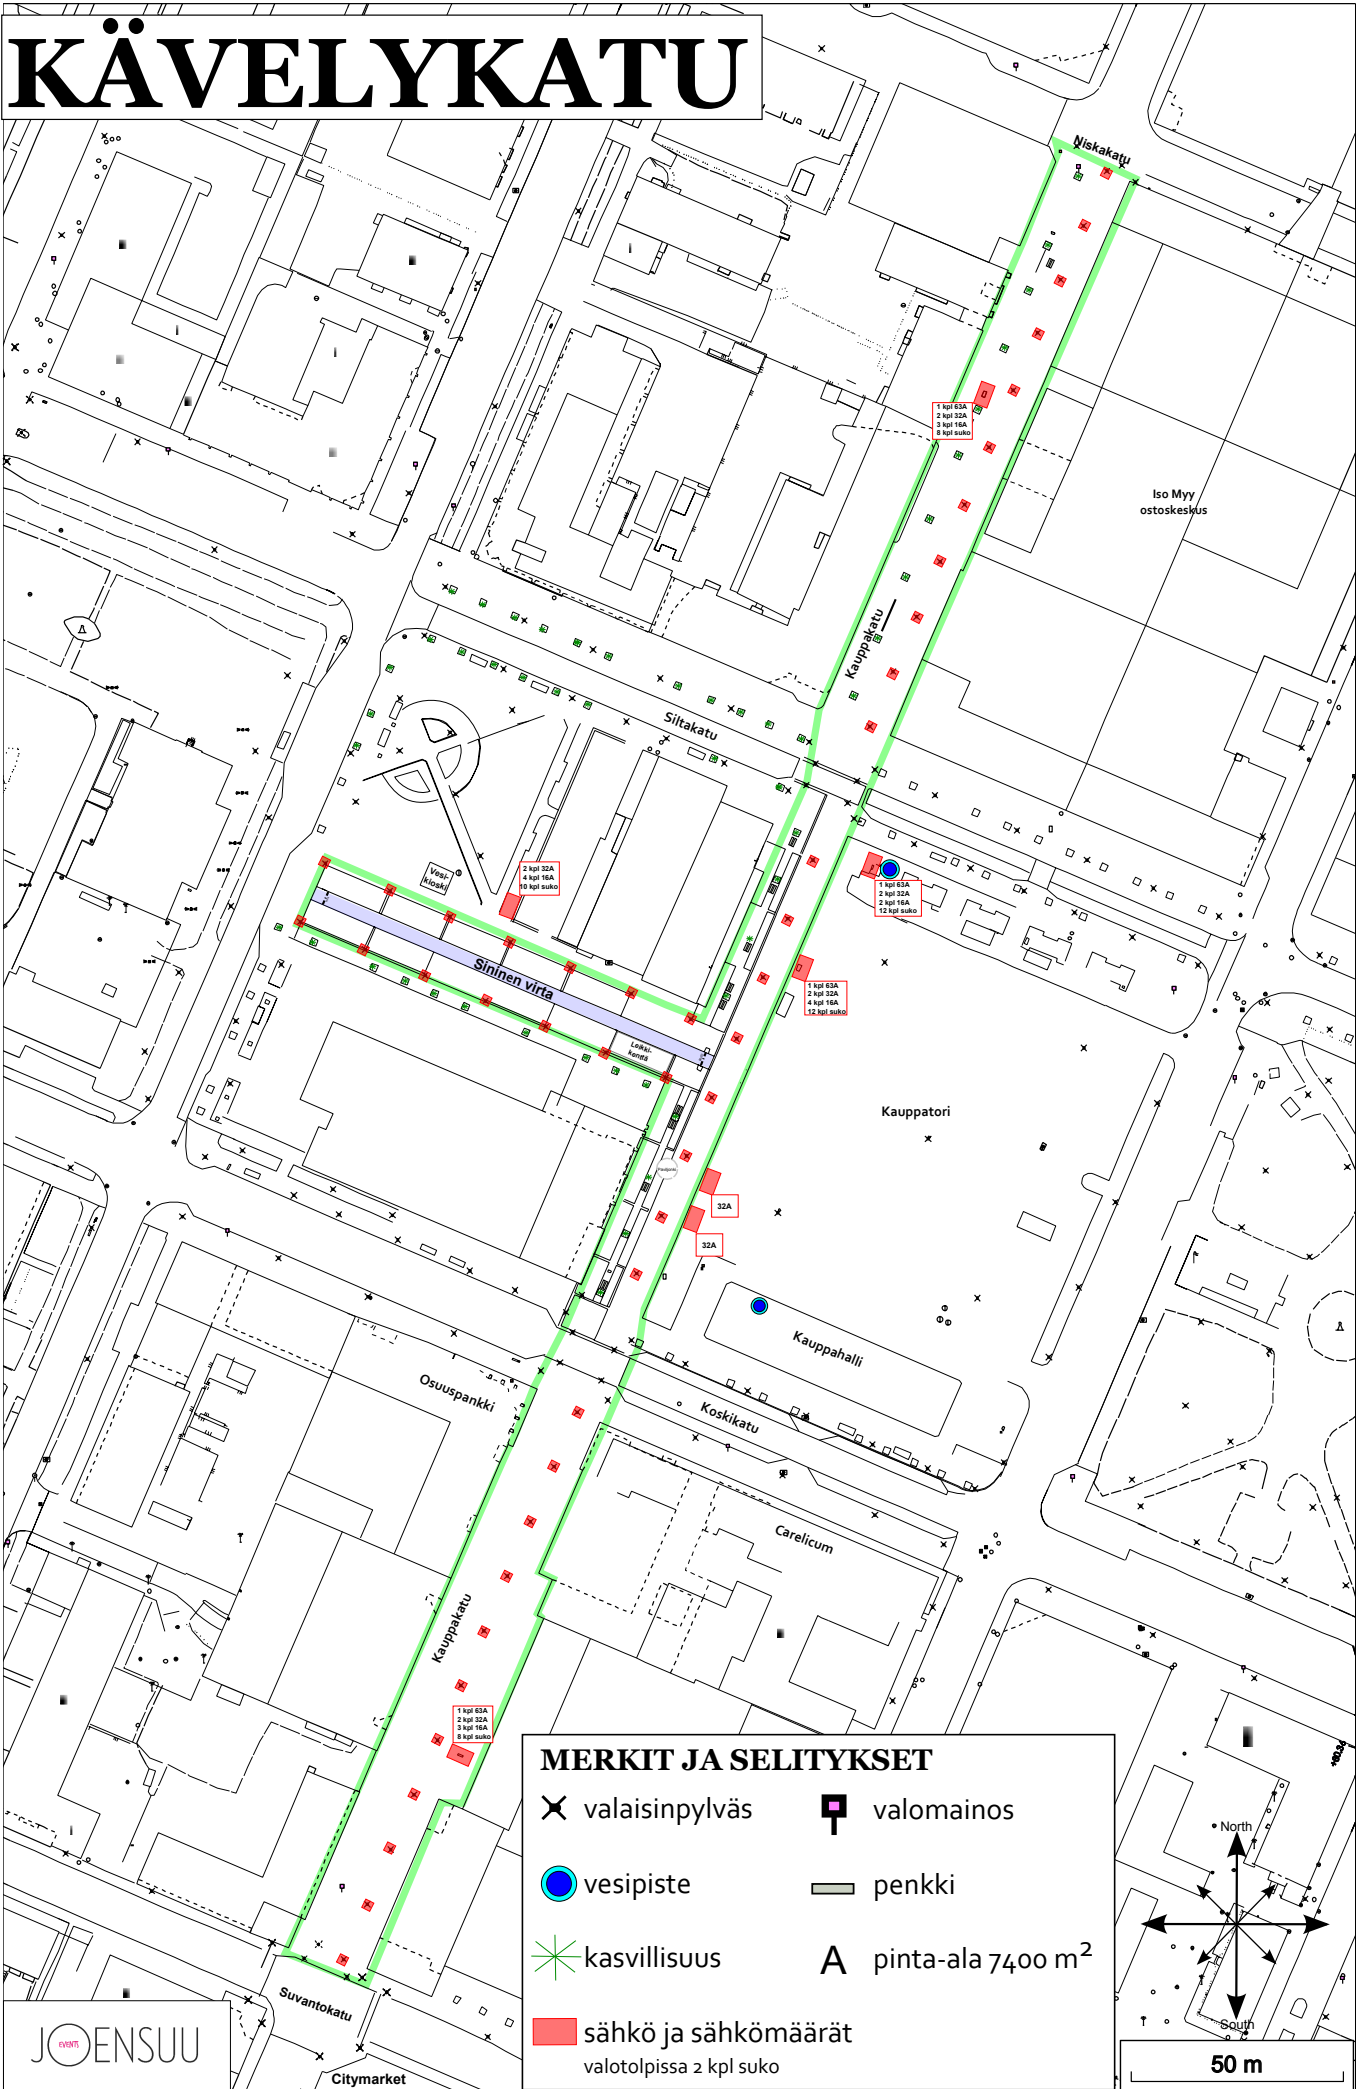 KÄVELYKATU
Niskakatu
1 kpl 63A
2 kpl 32A
3 kpl 16A
8 kpl suko
Iso Myy
ostoskeskus
Kauppakatu
Siltakatu
Vesi-
kioski
2 kpl 32A
4 kpl 16A
10 kpl suko
1 kpl 63A
2 kpl 32A
2 kpl 16A
12 kpl suko
Sininen virta
1 kpl 63A
2 kpl 32A
4 kpl 16A
12 kpl suko
Leikki-
kenttä
Kauppatori
32A
32A
Kauppahalli
Osuuspankki
Koskikatu
Carelicum
Kauppakatu
1 kpl 63A
2 kpl 32A
3 kpl 16A
8 kpl suko
MERKIT JA SELITYKSET
valaisinpylväs
valomainos
vesipiste
penkki
kasvillisuus
A pinta-ala 7400 m²
sähkö ja sähkömäärät
valotolpissa 2 kpl suko
North
South
50 m
Suvantokatu
JOENSUU
EVENTS
Citymarket